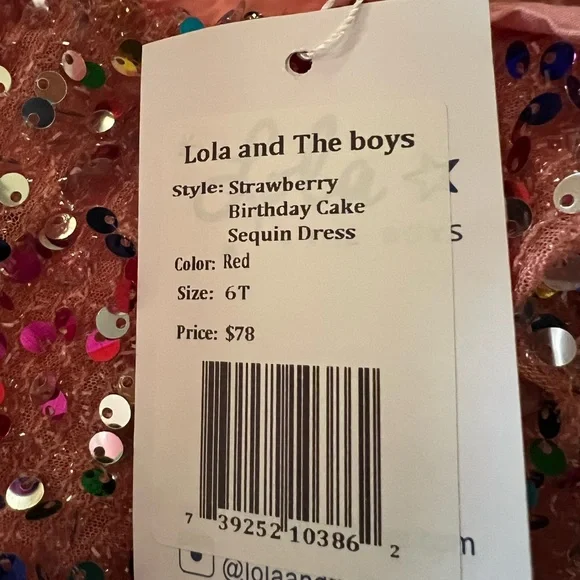 Lola and The boys
Style: Strawberry
Birthday Cake
Sequin Dress
Color: Red
Size: 6T
Price: $78
7 39252 10386 2